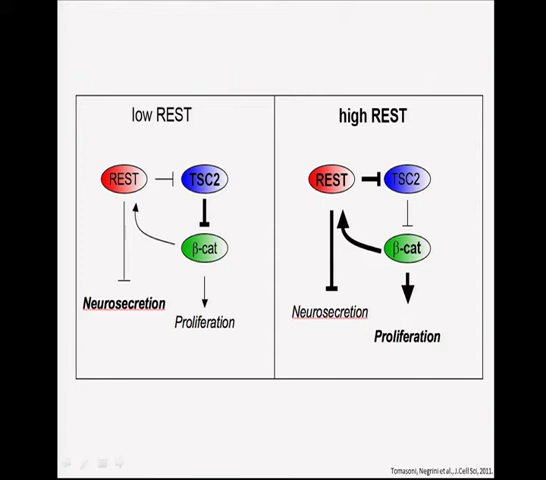 low REST
high REST
REST
TSC2
REST
TSC2
β-cat
β-cat
Neurosecretion
Proliferation
Neurosecretion
Proliferation
Tomasoni, Negrini et al., J.Cell Sci, 2011.